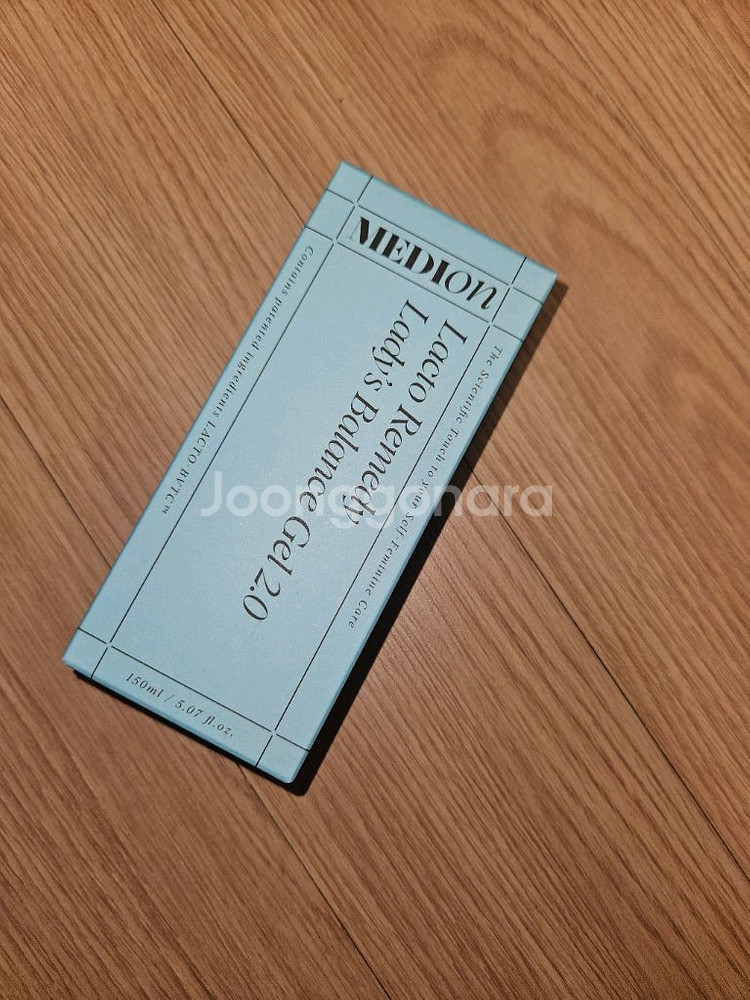 MEDION
Lacto Remedy
Lady's Balance Gel 2.0
The Scientific Touch to your Self-Feminine Care
Contains patented ingredients LACTO-BVTC™
150ml / 5.07 fl.oz.
Joonggonara